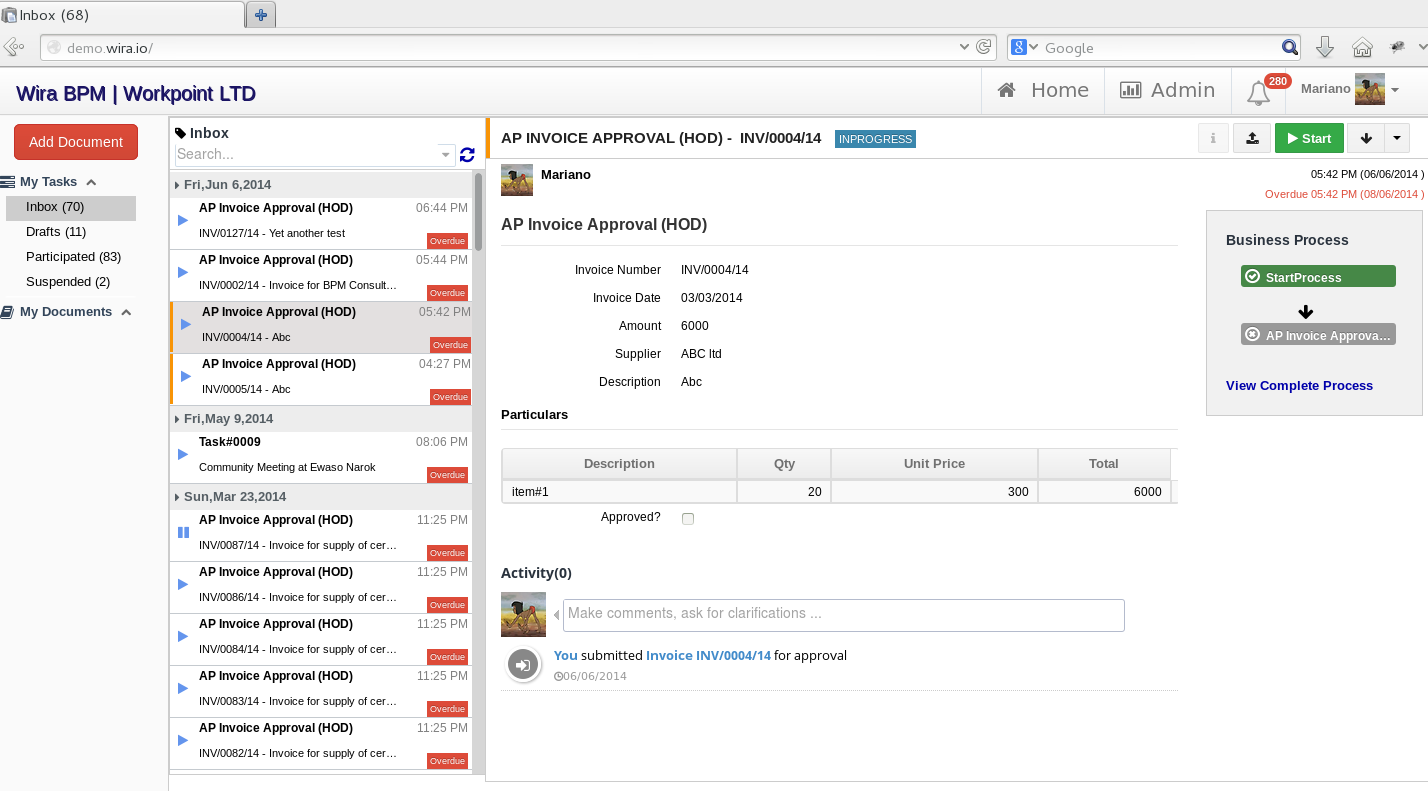 Inbox (68)
demo.wira.io/
8 Google
Wira BPM | Workpoint LTD
Home
Admin
280
Mariano
Add Document
My Tasks
Inbox (70)
Drafts (11)
Participated (83)
Suspended (2)
My Documents
Inbox
Search...
Fri,Jun 6,2014
AP Invoice Approval (HOD) 06:44 PM
INV/0127/14 - Yet another test
Overdue
AP Invoice Approval (HOD) 05:44 PM
INV/0002/14 - Invoice for BPM Consult...
Overdue
AP Invoice Approval (HOD) 05:42 PM
INV/0004/14 - Abc
Overdue
AP Invoice Approval (HOD) 04:27 PM
INV/0005/14 - Abc
Overdue
Fri,May 9,2014
Task#0009 08:06 PM
Community Meeting at Ewaso Narok
Overdue
Sun,Mar 23,2014
AP Invoice Approval (HOD) 11:25 PM
INV/0087/14 - Invoice for supply of cer...
Overdue
AP Invoice Approval (HOD) 11:25 PM
INV/0086/14 - Invoice for supply of cer...
Overdue
AP Invoice Approval (HOD) 11:25 PM
INV/0084/14 - Invoice for supply of cer...
Overdue
AP Invoice Approval (HOD) 11:25 PM
INV/0083/14 - Invoice for supply of cer...
Overdue
AP Invoice Approval (HOD) 11:25 PM
INV/0082/14 - Invoice for supply of cer...
Overdue
AP INVOICE APPROVAL (HOD) - INV/0004/14 INPROGRESS
i
Start
Mariano
05:42 PM (06/06/2014 )
Overdue 05:42 PM (08/06/2014 )
AP Invoice Approval (HOD)
Invoice Number INV/0004/14
Invoice Date 03/03/2014
Amount 6000
Supplier ABC ltd
Description Abc
Particulars
Description Qty Unit Price Total
item#1 20 300 6000
Approved?
Activity(0)
Make comments, ask for clarifications ...
You submitted Invoice INV/0004/14 for approval
06/06/2014
Business Process
StartProcess
AP Invoice Approva...
View Complete Process